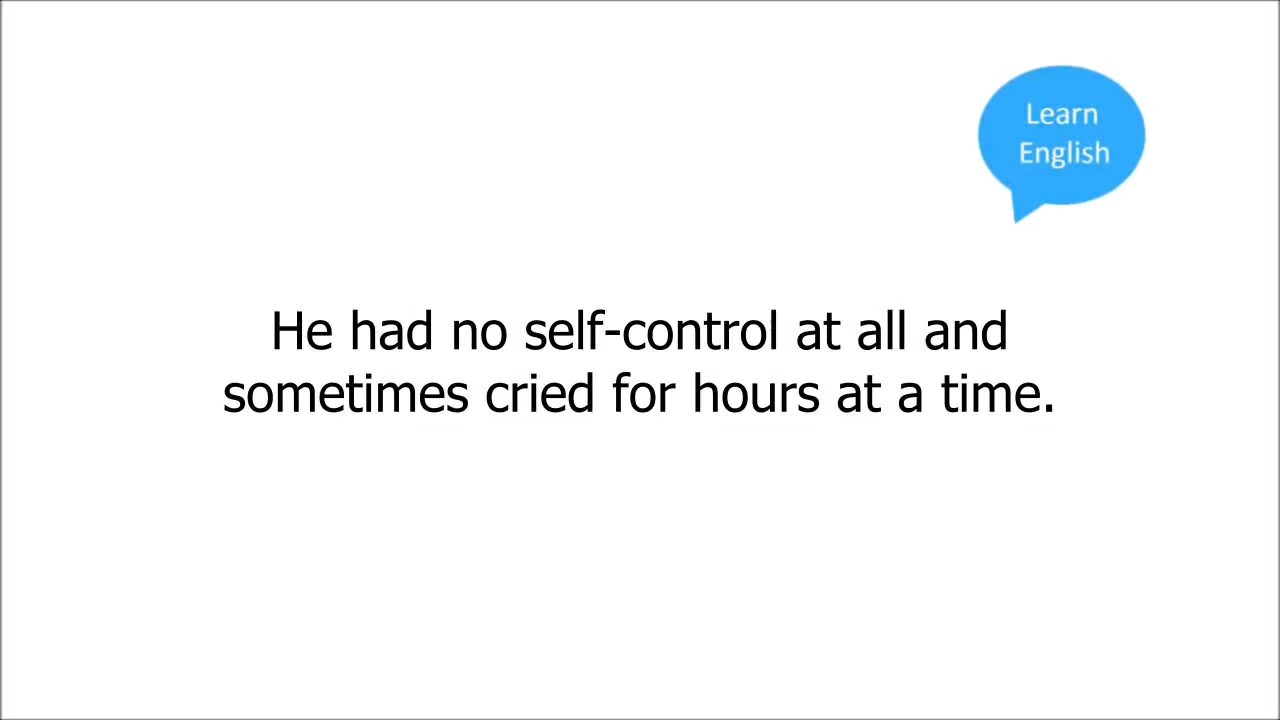 Learn
English
He had no self-control at all and
sometimes cried for hours at a time.